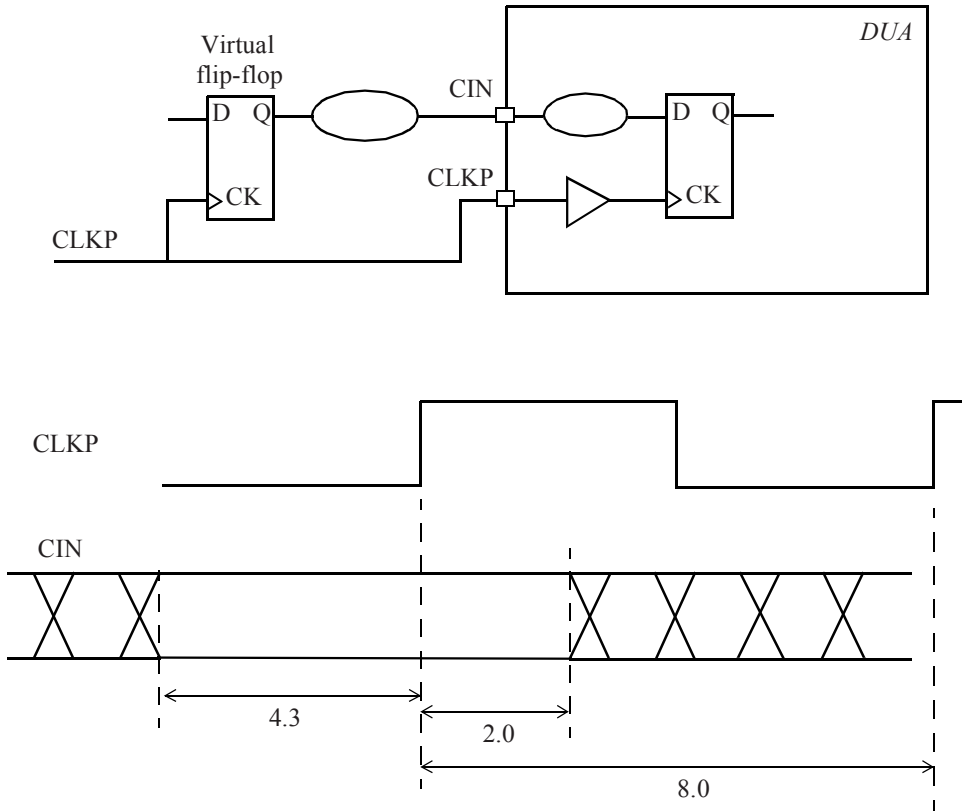 DUA
Virtual
flip-flop
CIN
D Q
D Q
CLKP
CK
CK
CLKP
CLKP
CIN
4.3
2.0
8.0